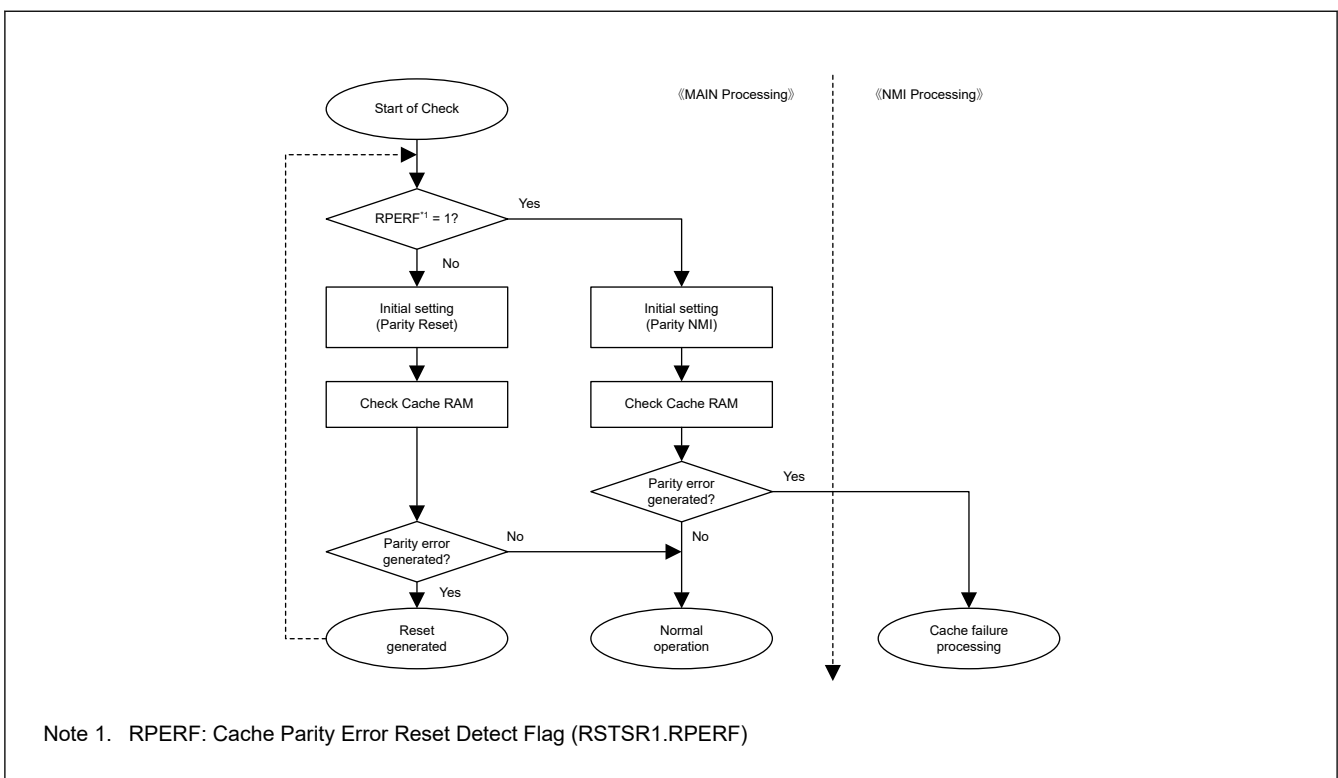 Start of Check
《MAIN Processing》
《NMI Processing》
RPERF*1 = 1?
Yes
No
Initial setting
(Parity Reset)
Initial setting
(Parity NMI)
Check Cache RAM
Check Cache RAM
Parity error
generated?
Yes
No
Parity error
generated?
No
Yes
Reset
generated
Normal
operation
Cache failure
processing
Note 1. RPERF: Cache Parity Error Reset Detect Flag (RSTSR1.RPERF)